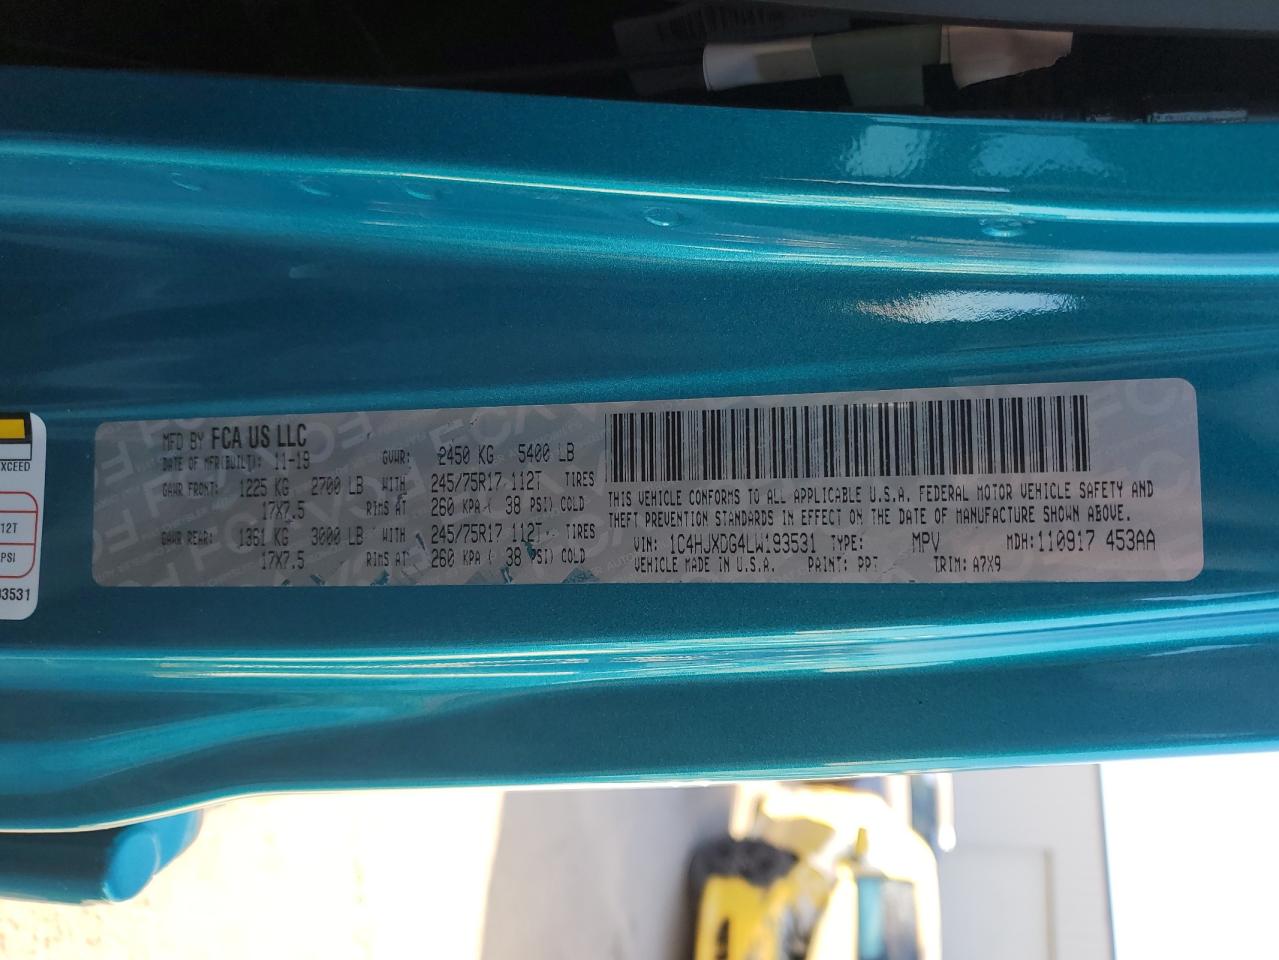 MFD BY FCA US LLC
DATE OF MFR(BUILT): 11-19 GVWR: 2450 KG 5400 LB
GAWR FRONT: 1225 KG 2700 LB WITH 245/75R17 112T TIRES
17X7.5 RIMS AT 260 KPA ( 38 PSI) COLD
GAWR REAR: 1361 KG 3000 LB WITH 245/75R17 112T TIRES
17X7.5 RIMS AT 260 KPA ( 38 PSI) COLD
THIS VEHICLE CONFORMS TO ALL APPLICABLE U.S.A. FEDERAL MOTOR VEHICLE SAFETY AND
THEFT PREVENTION STANDARDS IN EFFECT ON THE DATE OF MANUFACTURE SHOWN ABOVE.
VIN: 1C4HJXDG4LW193531 TYPE: MPV MDH: 110917 453AA
VEHICLE MADE IN U.S.A. PAINT: PPT TRIM: A7X9
EXCEED
12T
PSI
93531